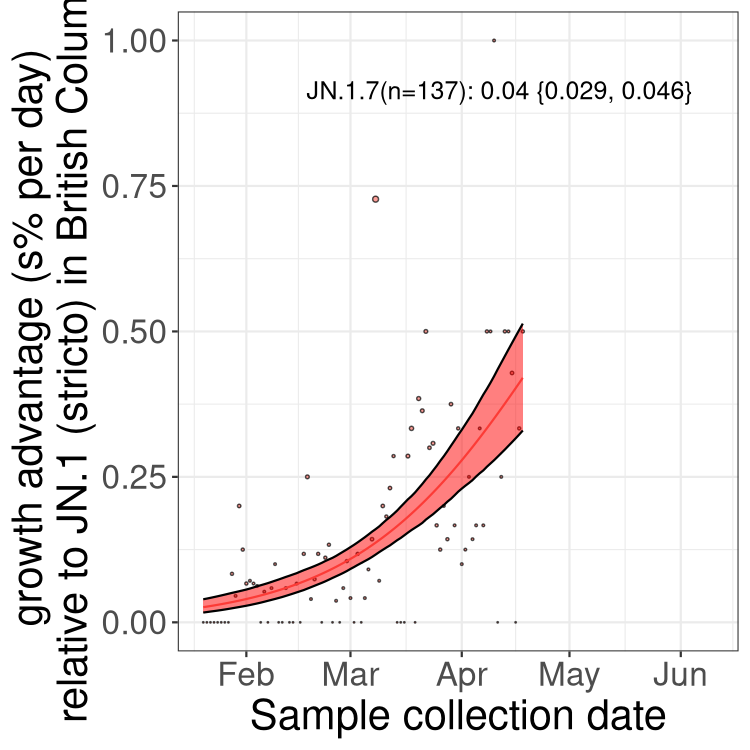 growth advantage (s% per day)
relative to JN.1 (stricto) in British Colum
1.00
0.75
0.50
0.25
0.00
JN.1.7(n=137): 0.04 {0.029, 0.046}
Feb Mar Apr May Jun
Sample collection date